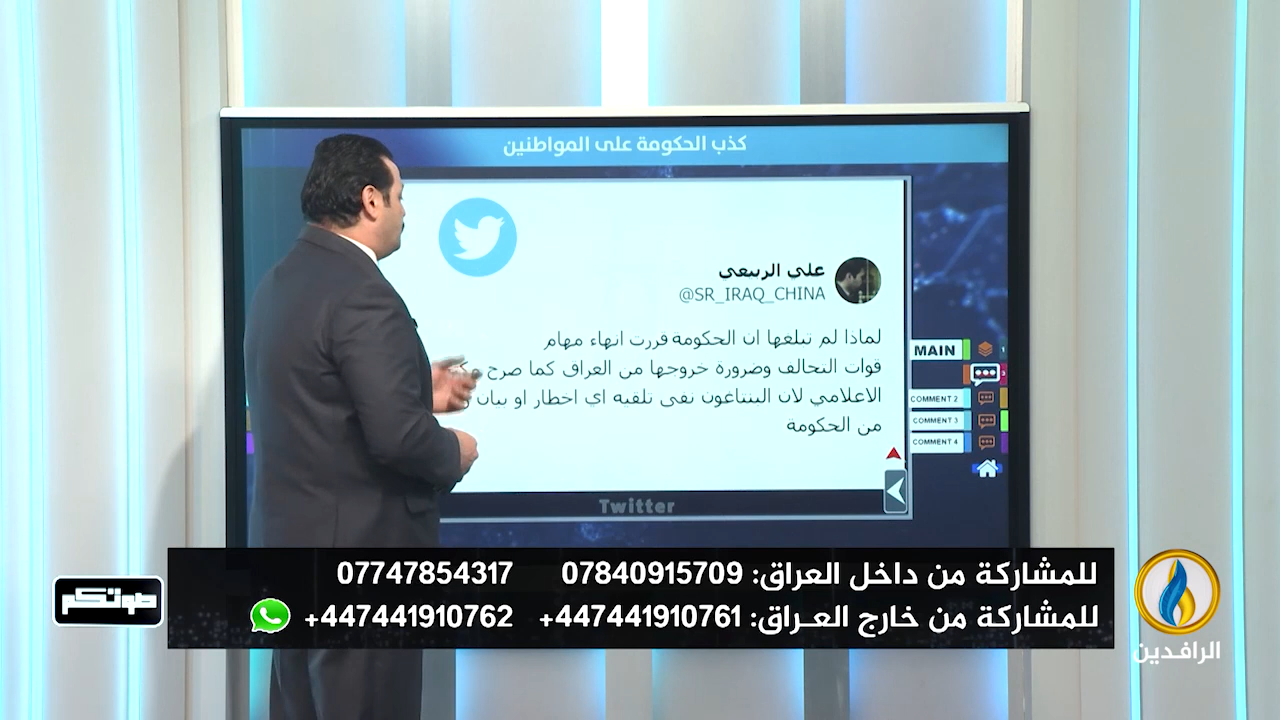 كذب الحكومة على المواطنين
علي الربيعي
@SR_IRAQ_CHINA
لماذا لم تبلغها ان الحكومة قررت انهاء مهام
قوات التحالف وضرورة خروجها من العراق كما صرح
الاعلامي لان البنتاغون نفى تلقيه اي اخطار او بيان
من الحكومة
Twitter
MAIN
COMMENT 2
COMMENT 3
COMMENT 4
للمشاركة من داخل العراق: 07840915709 07747854317
للمشاركة من خارج العراق: 447441910761+ 447441910762+
صوتكم
الرافدين